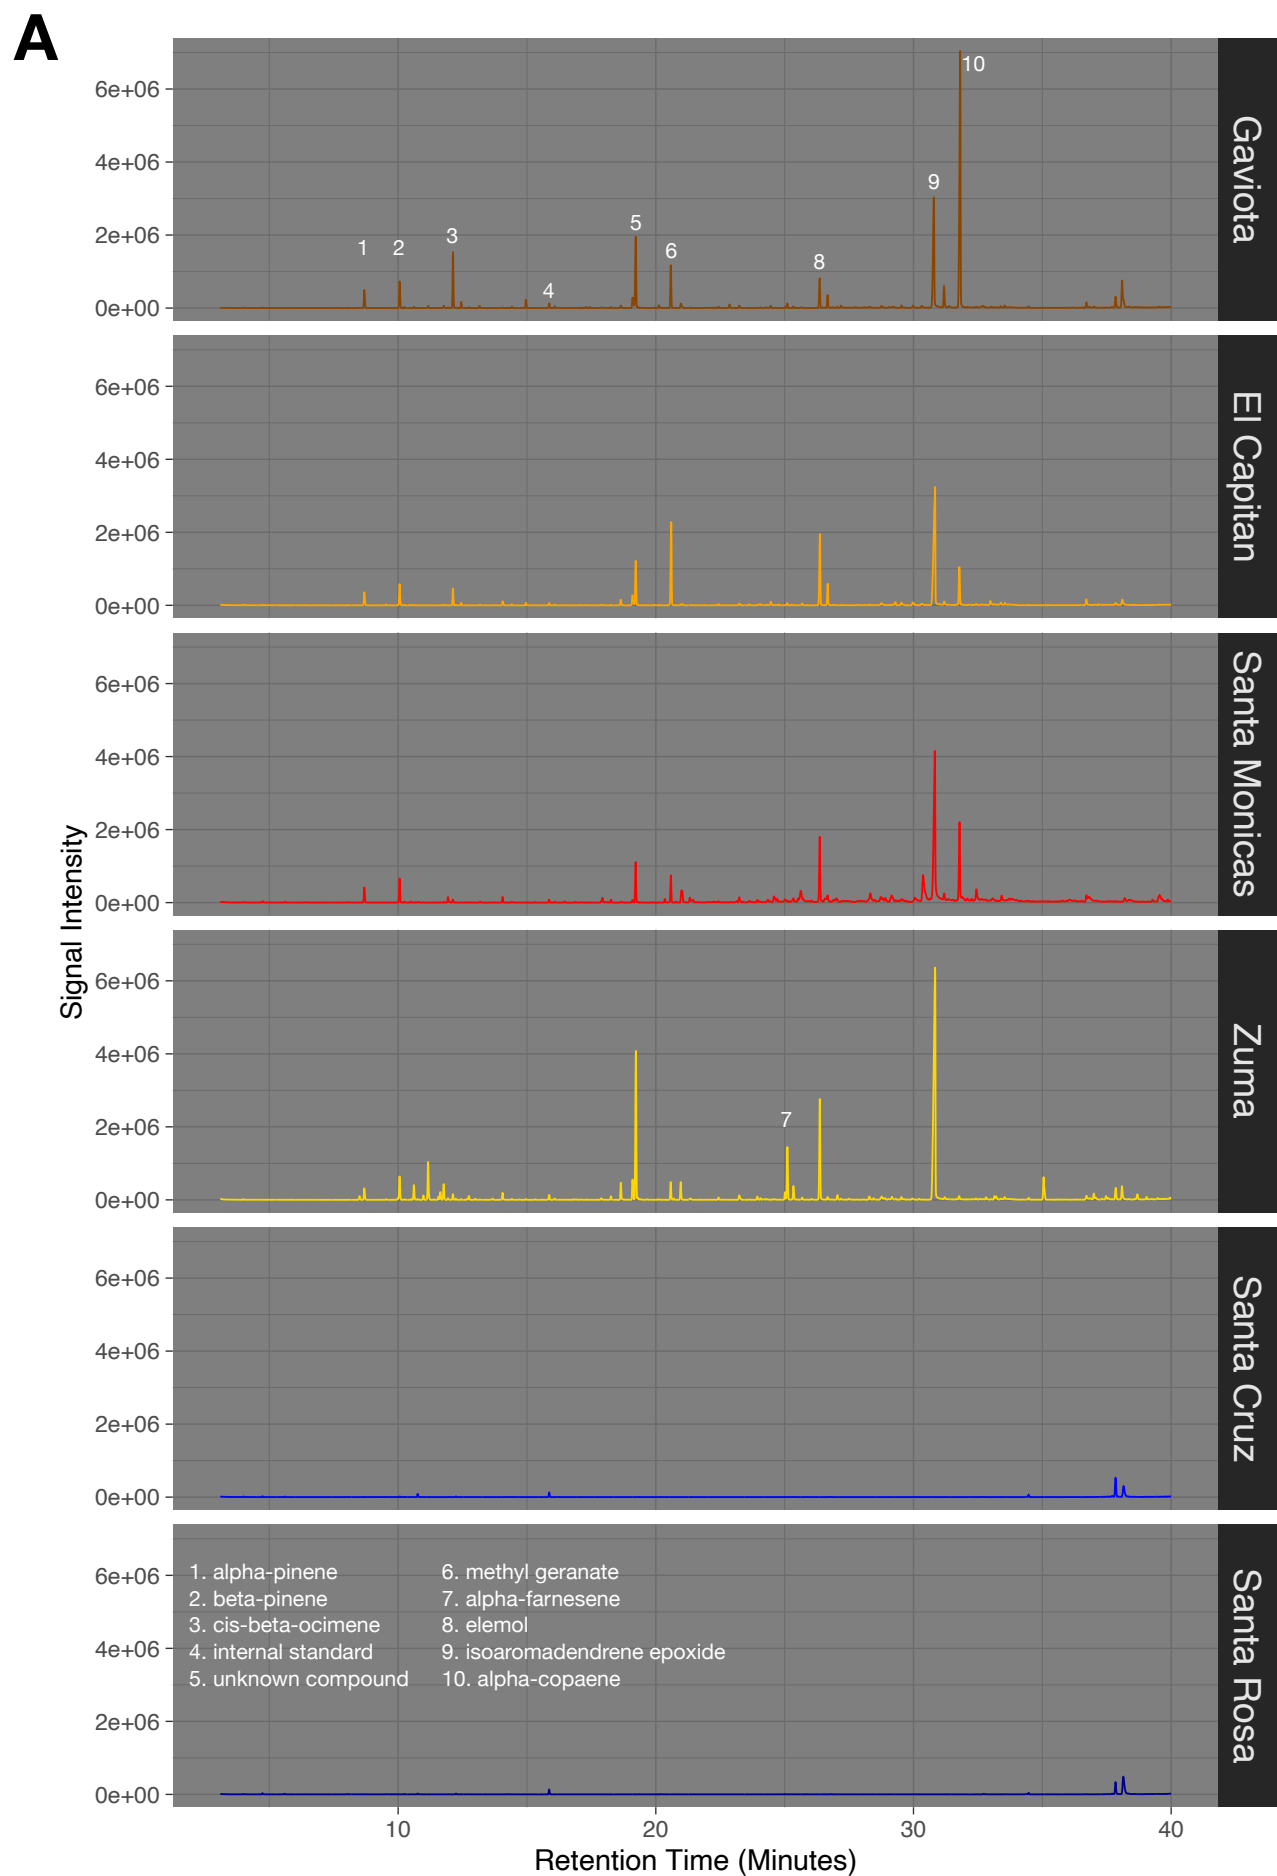 A
6e+06
4e+06
2e+06
0e+00
1
2
3
4
5
6
8
9
10
Gaviota
6e+06
4e+06
2e+06
0e+00
El Capitan
6e+06
4e+06
2e+06
0e+00
Santa Monicas
Signal Intensity
6e+06
4e+06
2e+06
0e+00
7
Zuma
6e+06
4e+06
2e+06
0e+00
Santa Cruz
6e+06
4e+06
2e+06
0e+00
1. alpha-pinene
2. beta-pinene
3. cis-beta-ocimene
4. internal standard
5. unknown compound
6. methyl geranate
7. alpha-farnesene
8. elemol
9. isoaromadendrene epoxide
10. alpha-copaene
Santa Rosa
10
20
30
40
Retention Time (Minutes)